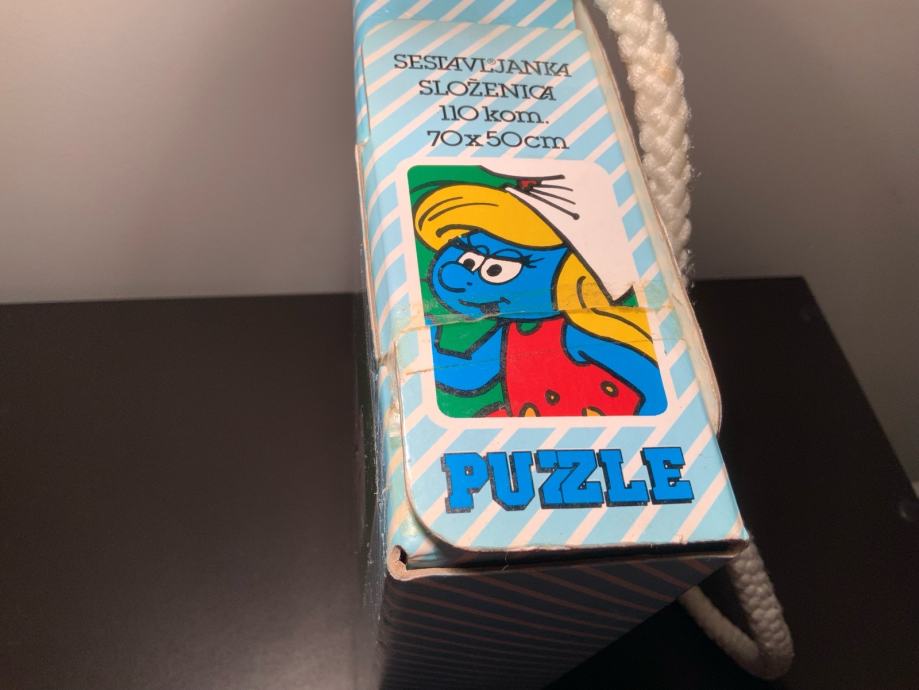 SESTAVLJANKA
SLOŽENICA
110 kom.
70x50cm
PUZZLE